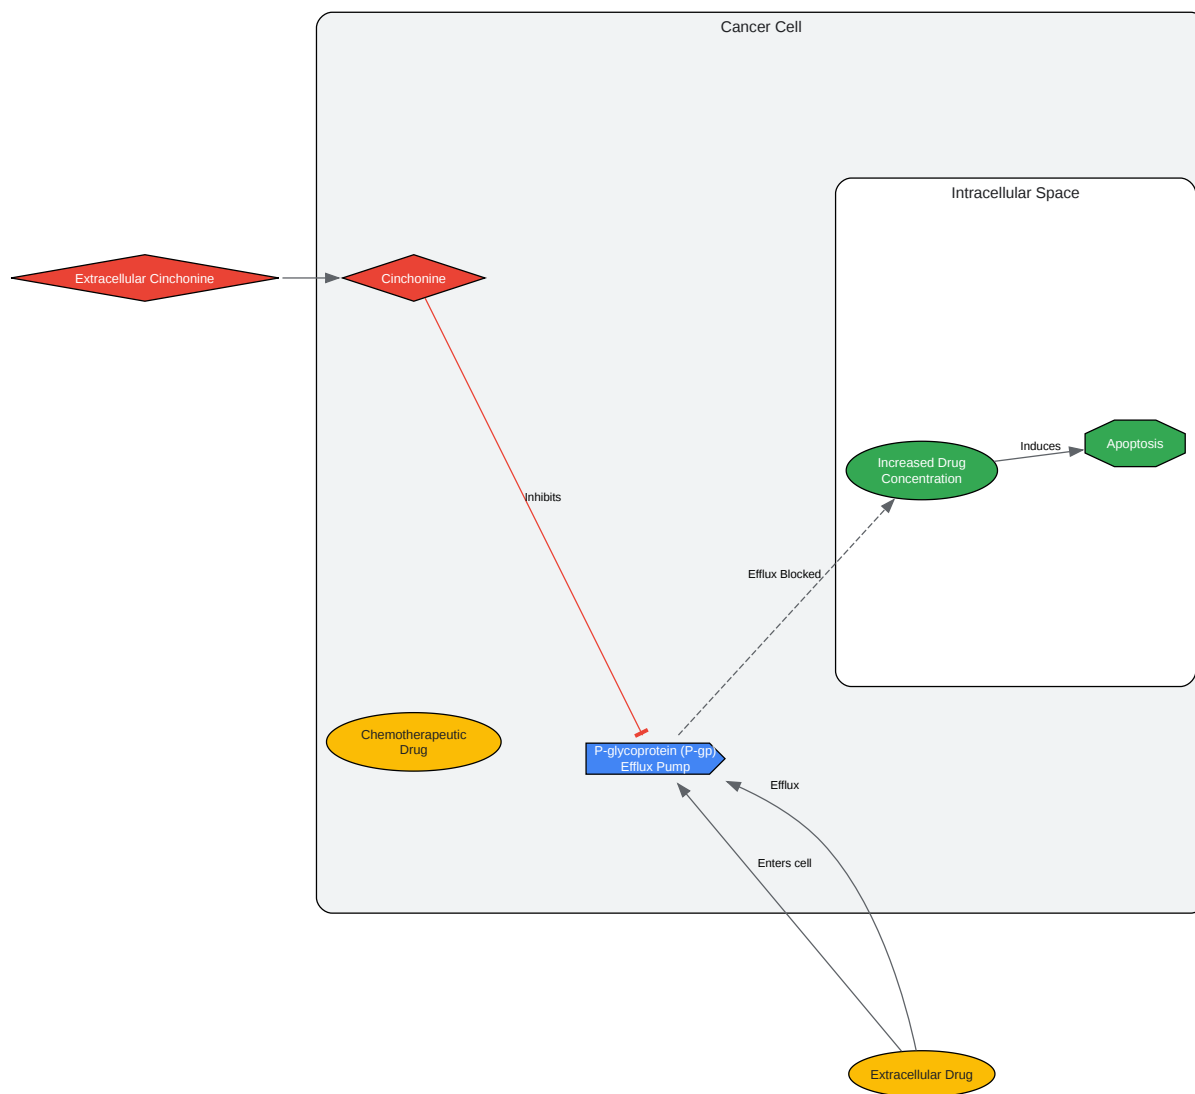 Cancer Cell
Intracellular Space
Extracellular Cinchonine
Cinchonine
Increased Drug
Concentration
Induces
Apoptosis
Inhibits
Efflux Blocked
Chemotherapeutic
Drug
P-glycoprotein (P-gp)
Efflux Pump
Efflux
Enters cell
Extracellular Drug